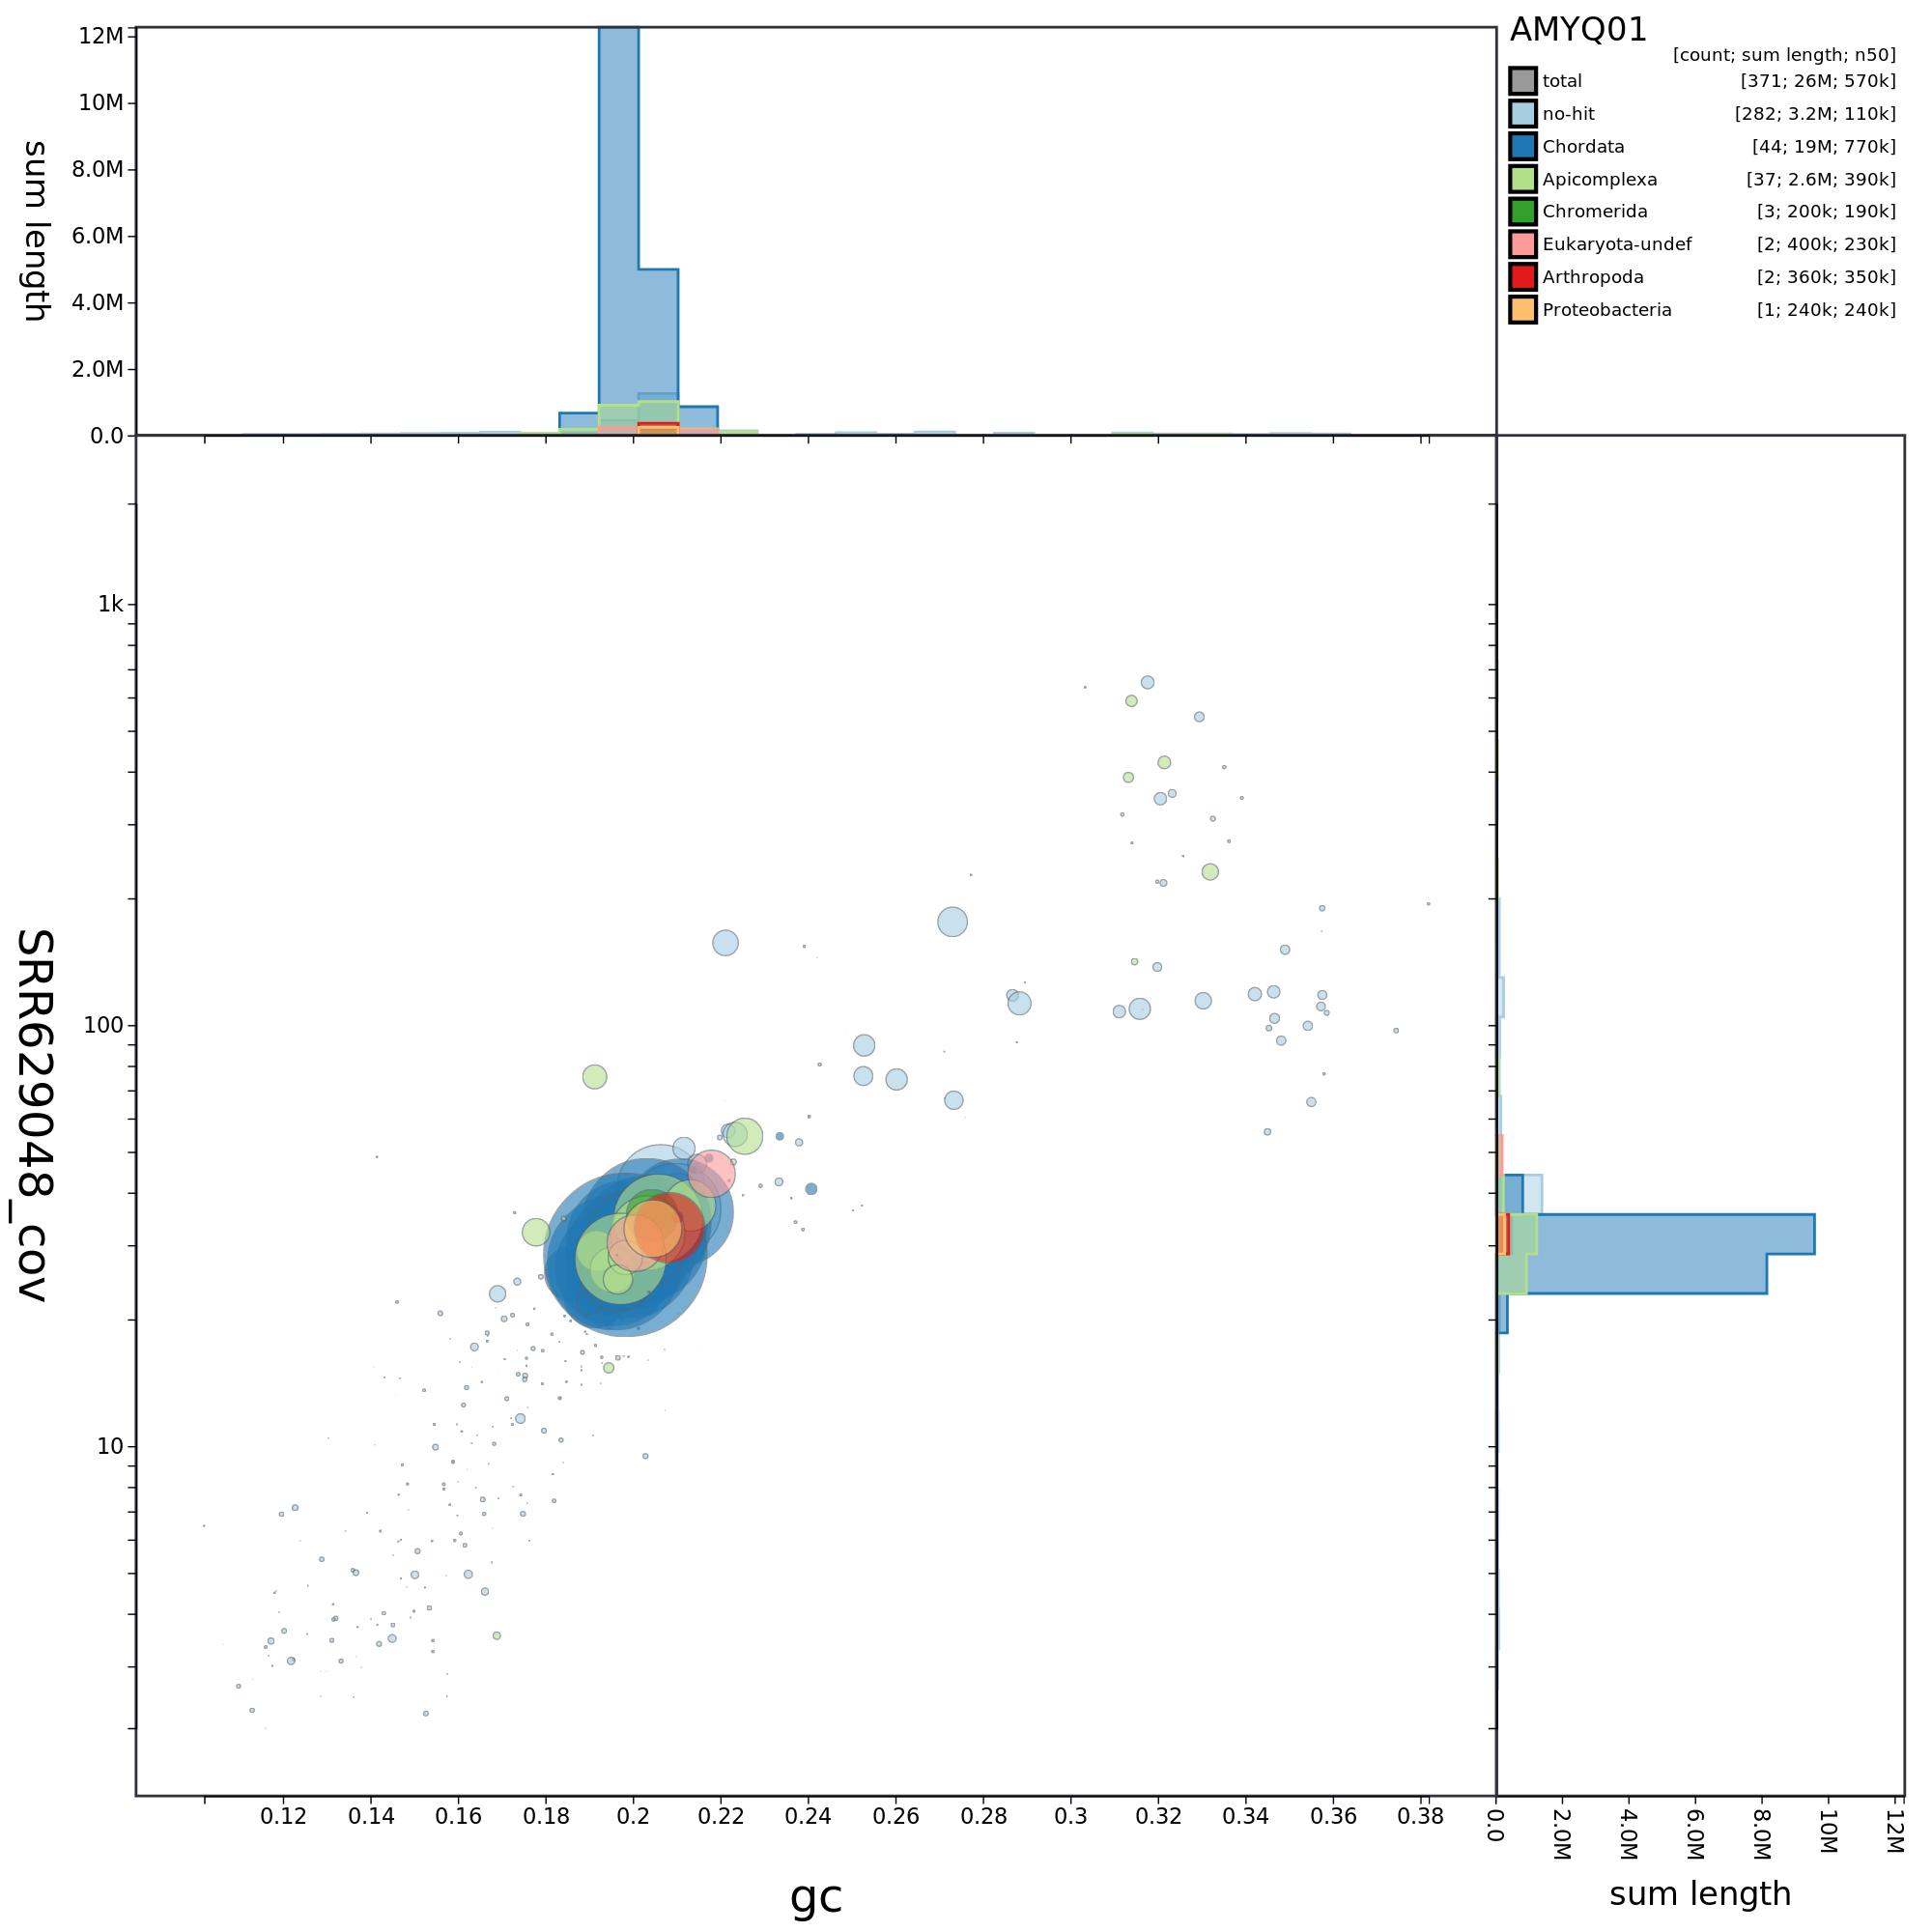 AMYQ01
[count; sum length; n50]
total [371; 26M; 570k]
no-hit [282; 3.2M; 110k]
Chordata [44; 19M; 770k]
Apicomplexa [37; 2.6M; 390k]
Chromerida [3; 200k; 190k]
Eukaryota-undef [2; 400k; 230k]
Arthropoda [2; 360k; 350k]
Proteobacteria [1; 240k; 240k]
sum length
12M
10M
8.0M
6.0M
4.0M
2.0M
0.0
SRR629048_cov
1k
100
10
0.12 0.14 0.16 0.18 0.2 0.22 0.24 0.26 0.28 0.3 0.32 0.34 0.36 0.38
gc
0.0 2.0M 4.0M 6.0M 8.0M 10M 12M
sum length